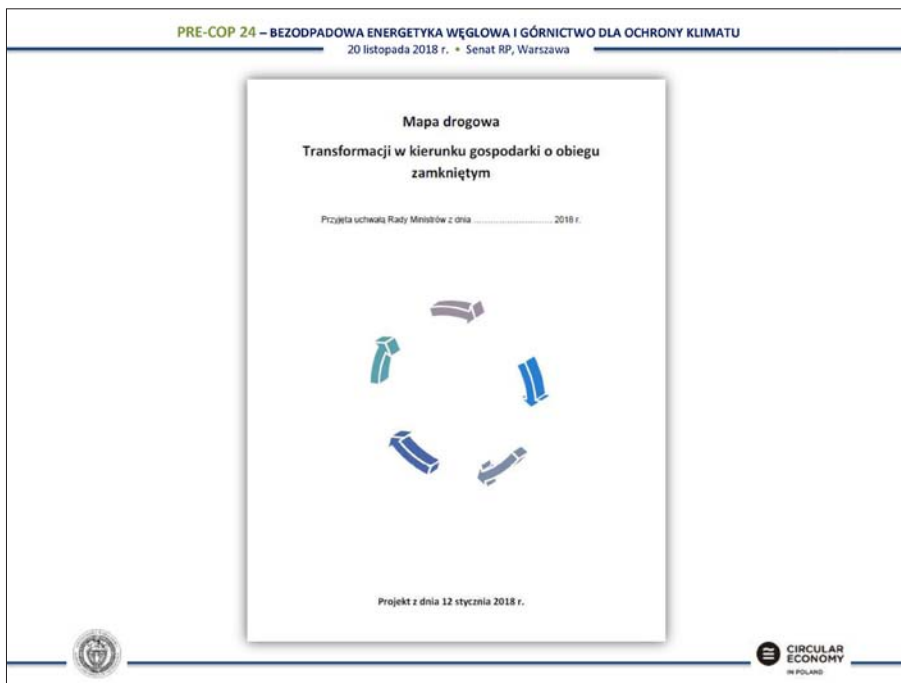 PRE-COP 24 – BEZODPADOWA ENERGETYKA WĘGLOWA I GÓRNICTWO DLA OCHRONY KLIMATU
20 listopada 2018 r. • Senat RP, Warszawa
Mapa drogowa
Transformacji w kierunku gospodarki o obiegu
zamkniętym
Przyjęta uchwałą Rady Ministrów z dnia .................................. 2018 r.
Projekt z dnia 12 stycznia 2018 r.
CIRCULAR
ECONOMY
IN POLAND